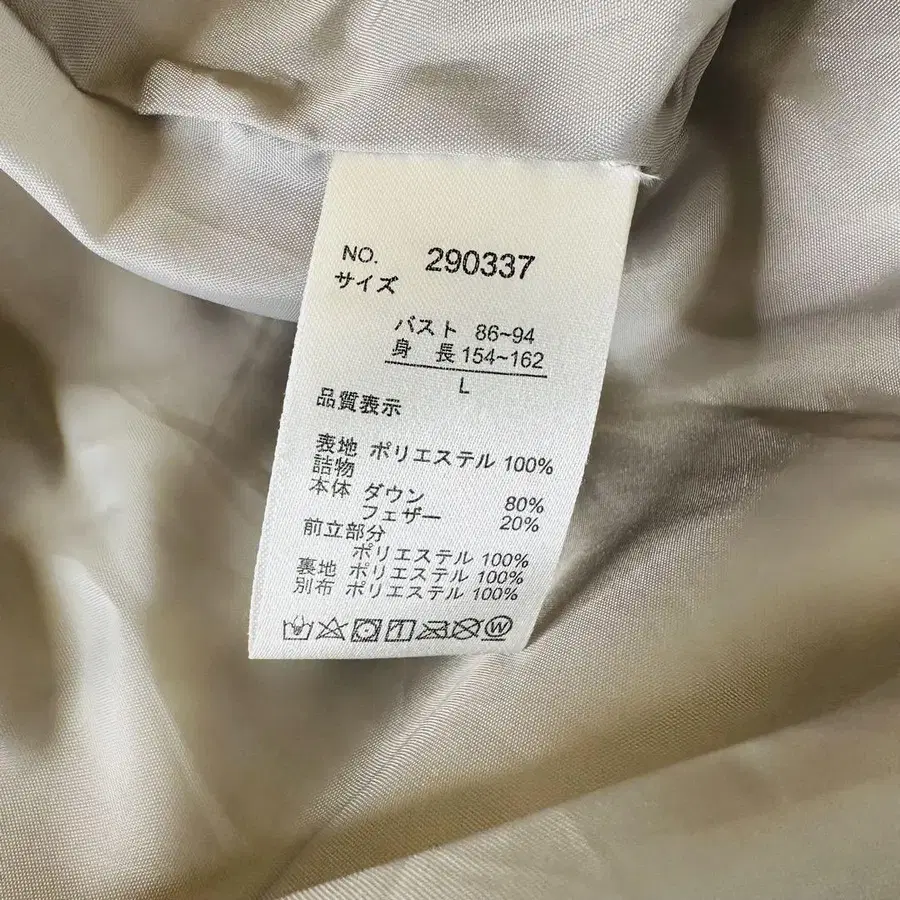 NO. 290337
サイズ
バスト 86~94
身 長 154~162
L
品質表示
表地 ポリエステル 100%
詰物
本体 ダウン 80%
フェザー 20%
前立部分
ポリエステル 100%
裏地 ポリエステル 100%
別布 ポリエステル 100%
W